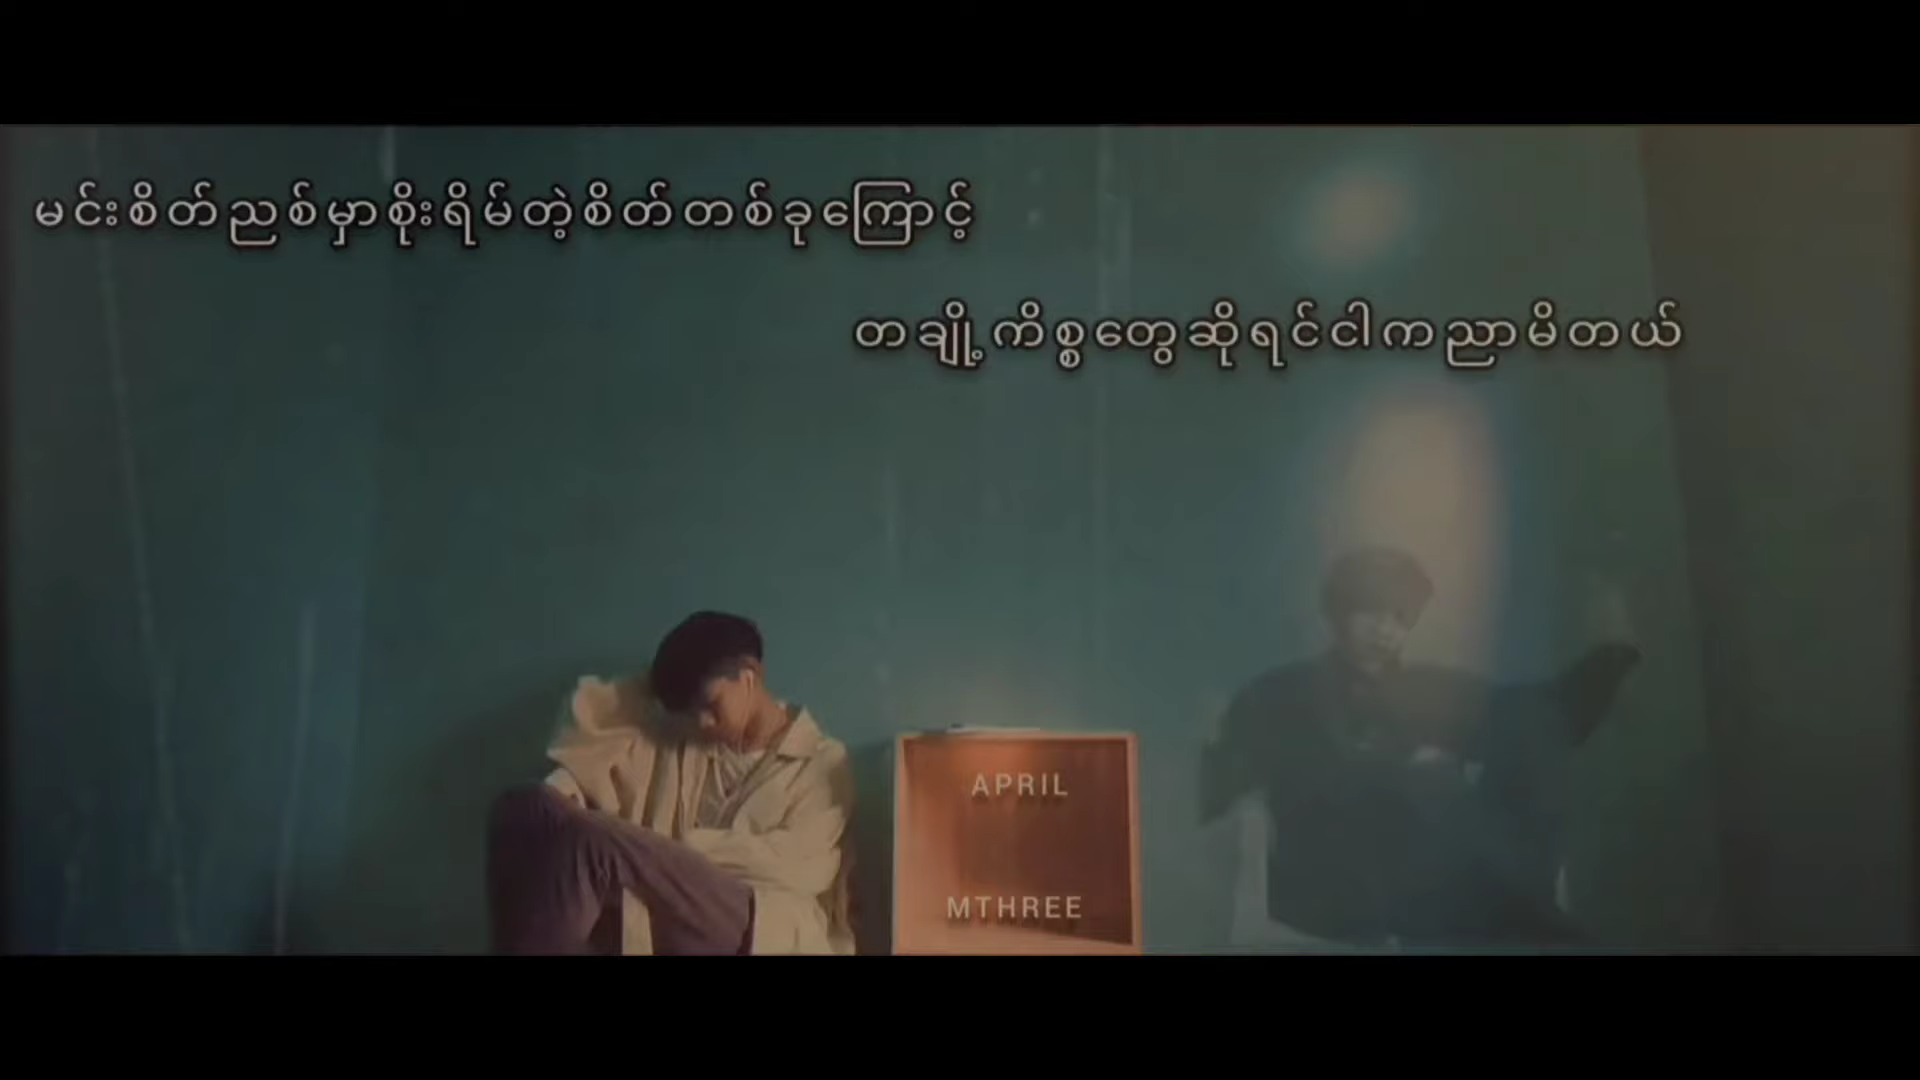 မင်းစိတ်ညစ်မှာစိုးရိမ်တဲ့စိတ်တစ်ခုကြောင့်
တချို့ကိစ္စတွေဆိုရင်ငါကညာမိတယ်
APRIL
MTHREE